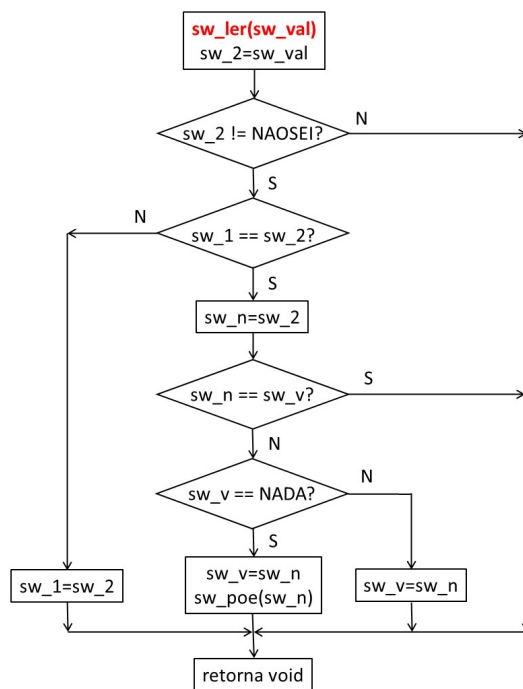 sw_ler(sw_val)
sw_2=sw_val
sw_2 != NAOSEI?
N
S
N
sw_1 == sw_2?
S
sw_n=sw_2
sw_n == sw_v?
S
N
sw_v == NADA?
N
S
sw_1=sw_2
sw_v=sw_n
sw_poe(sw_n)
sw_v=sw_n
retorna void